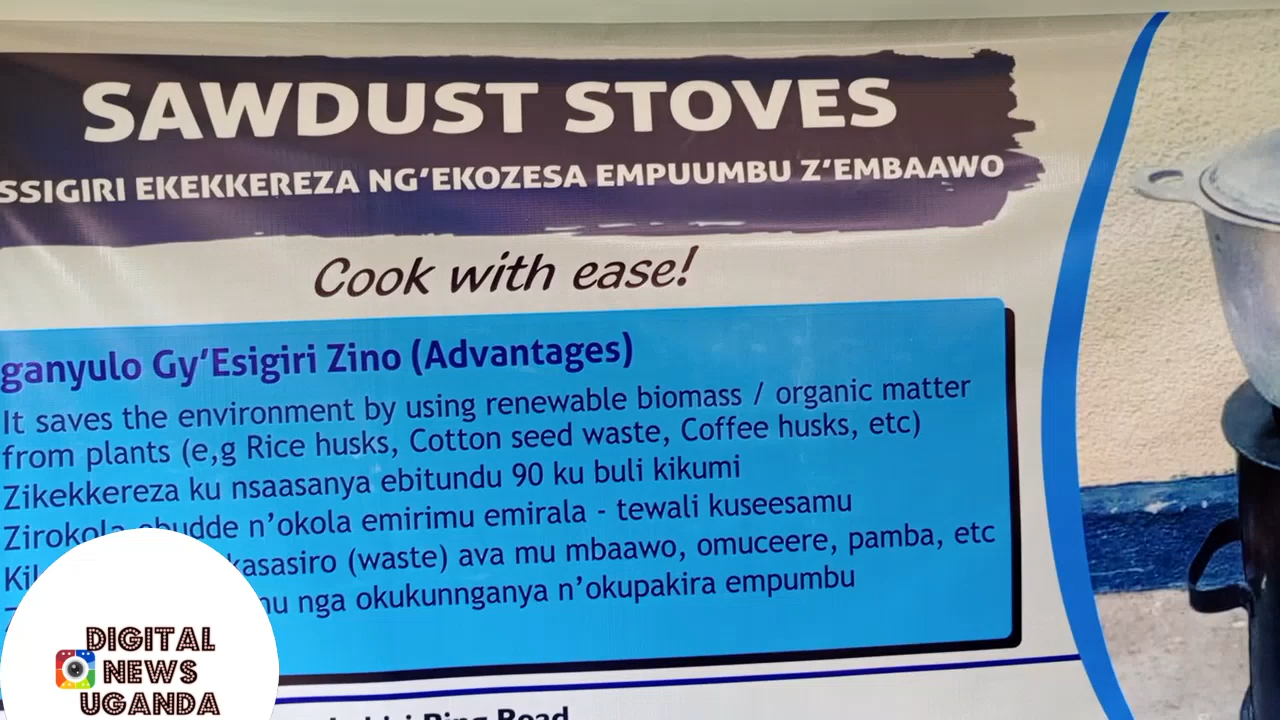 SAWDUST STOVES
SSIGIRI EKEKKEREZA NG'EKOZESA EMPUUMBU Z'EMBAAWO
Cook with ease!
ganyulo Gy'Esigiri Zino (Advantages)
It saves the environment by using renewable biomass / organic matter
from plants (e,g Rice husks, Cotton seed waste, Coffee husks, etc)
Zikekkereza ku nsaasanya ebitundu 90 ku buli kikumi
Zirokola n'okola emirimu emirala - tewali kuseesamu
kasasiro (waste) ava mu mbaawo, omuceere, pamba, etc
nga okukunnganya n'okupakira empumbu
DIGITAL
NEWS
UGANDA
Ring Road